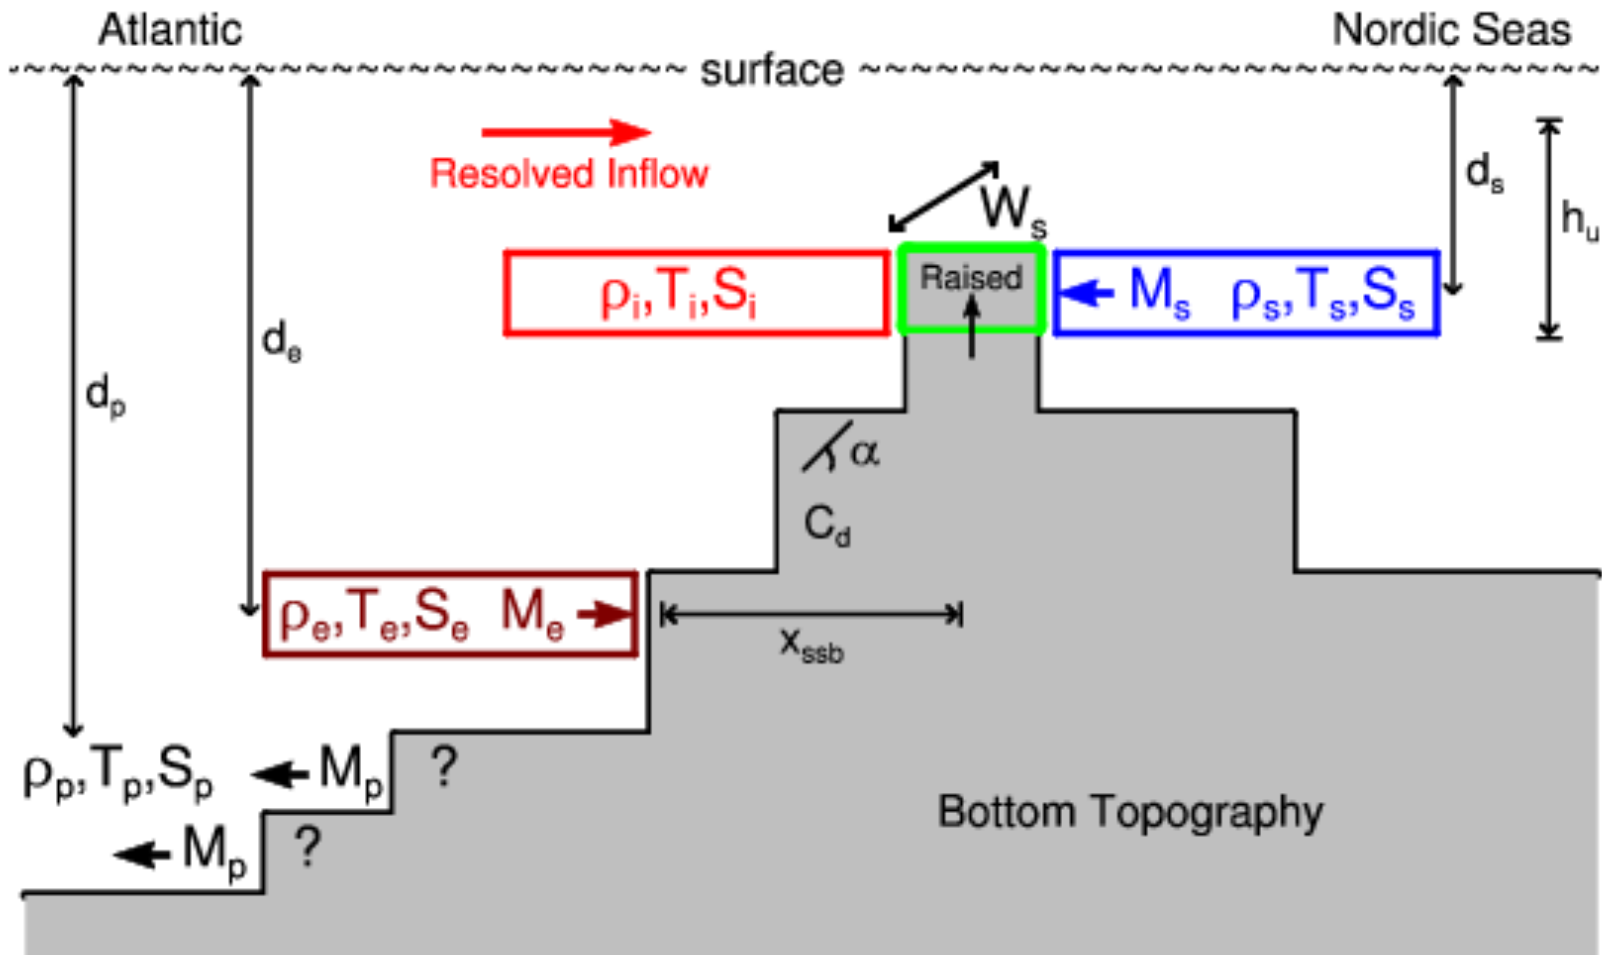 Atlantic
Nordic Seas
surface
Resolved Inflow
W_s
d_s
h_u
ρ_i,T_i,S_i
Raised
M_s ρ_s,T_s,S_s
d_e
d_p
α
C_d
ρ_e,T_e,S_e M_e
x_ssb
ρ_p,T_p,S_p M_p ?
Bottom Topography
M_p ?